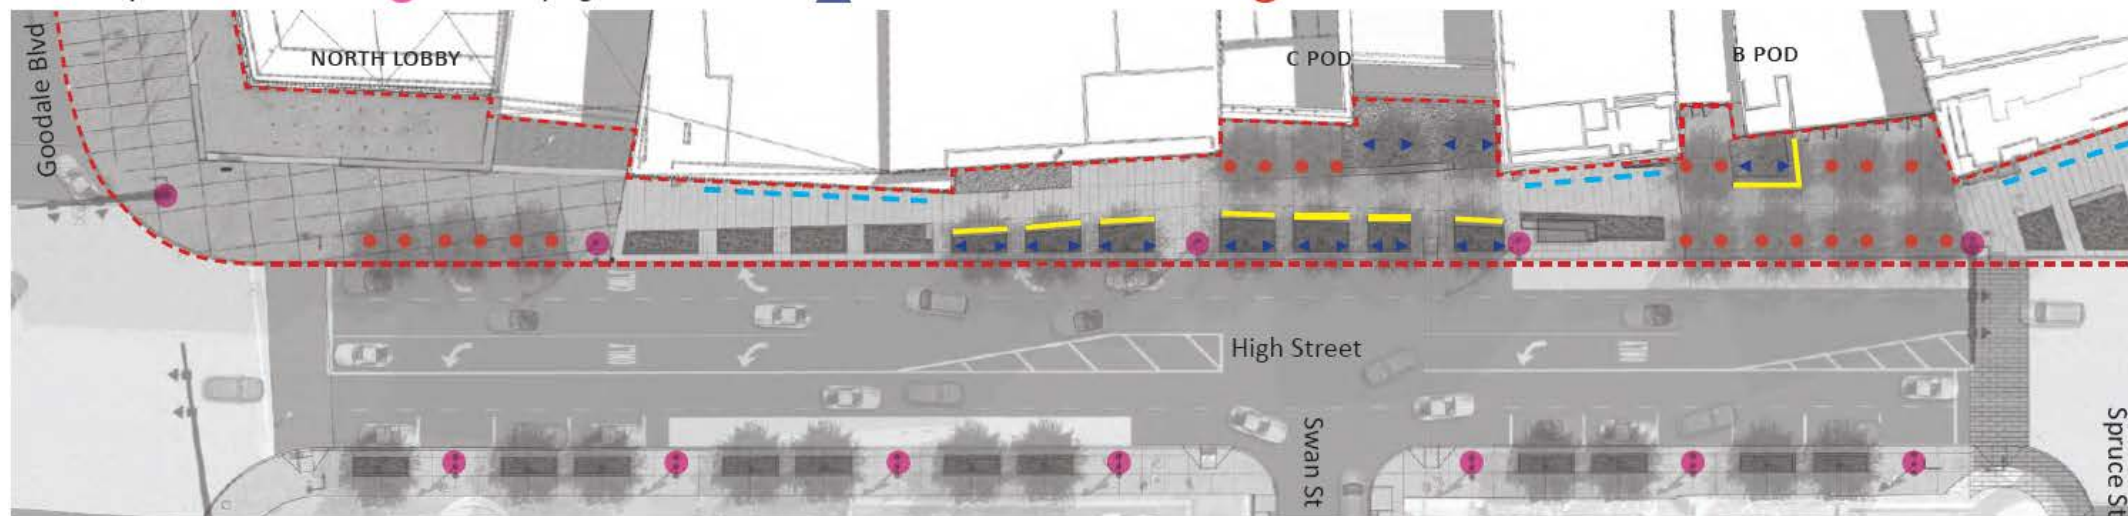 Goodale Blvd
NORTH LOBBY
C POD
B POD
High Street
Swan St
Spruce St